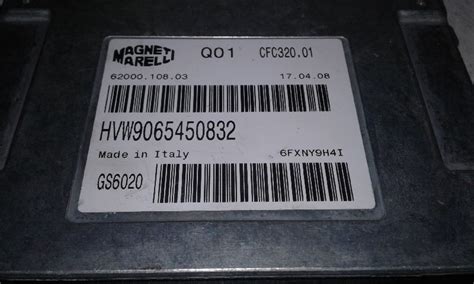 MAGNETI MARELLI Q01 CFC320.01
62000.108.03 17.04.08
HVW9065450832
Made in Italy 6FXNY9H4I
GS6020